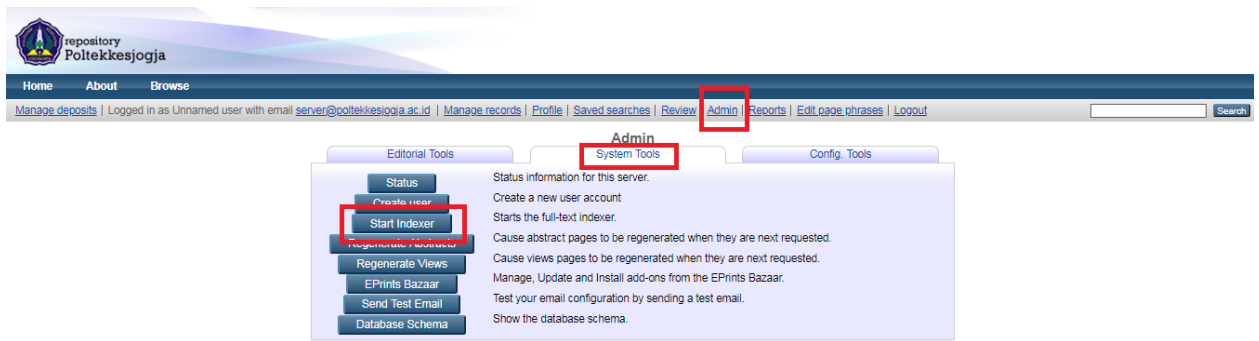 repository
Poltekkesjogja
Home About Browse
Manage deposits | Logged in as Unnamed user with email server@poltekkesjogja.ac.id | Manage records | Profile | Saved searches | Review | Admin | Reports | Edit page phrases | Logout Search
Admin
Editorial Tools System Tools Config. Tools
Status Status information for this server.
Create user Create a new user account
Start Indexer Starts the full-text indexer.
Regenerate Abstracts Cause abstract pages to be regenerated when they are next requested.
Regenerate Views Cause views pages to be regenerated when they are next requested.
EPrints Bazaar Manage, Update and Install add-ons from the EPrints Bazaar.
Send Test Email Test your email configuration by sending a test email.
Database Schema Show the database schema.